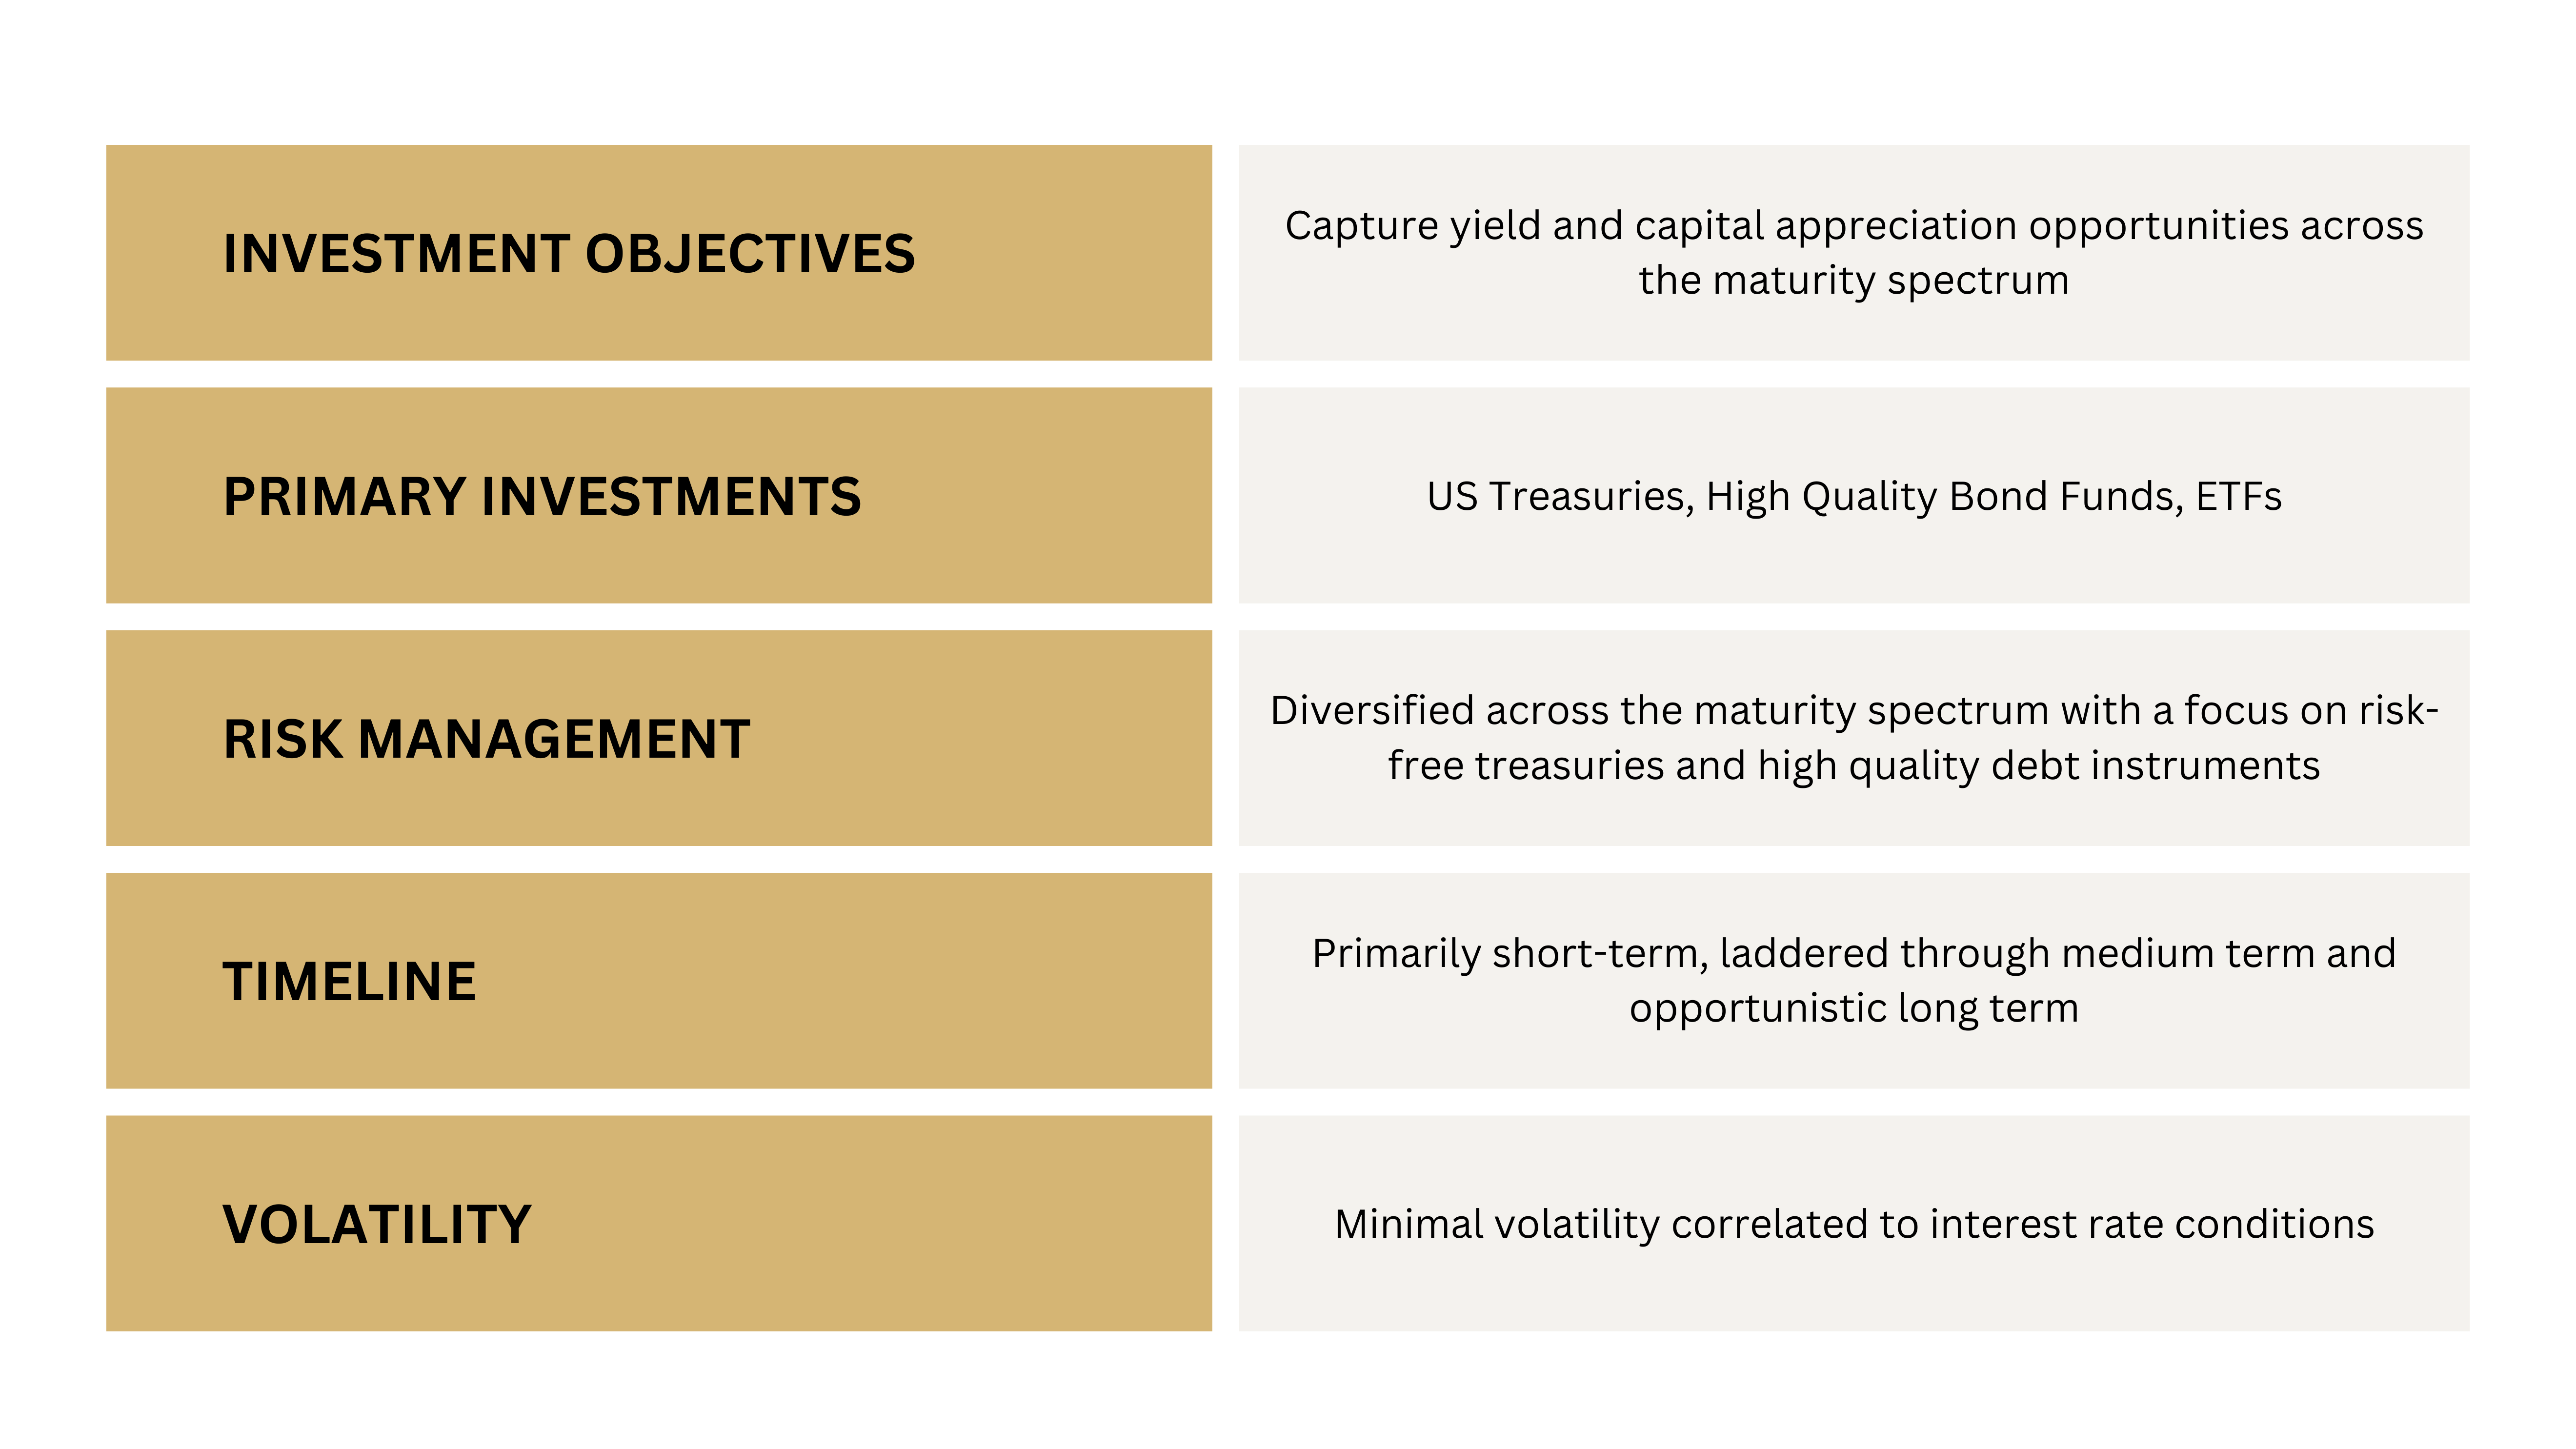 INVESTMENT OBJECTIVES
Capture yield and capital appreciation opportunities across
the maturity spectrum
PRIMARY INVESTMENTS
US Treasuries, High Quality Bond Funds, ETFs
RISK MANAGEMENT
Diversified across the maturity spectrum with a focus on risk-
free treasuries and high quality debt instruments
TIMELINE
Primarily short-term, laddered through medium term and
opportunistic long term
VOLATILITY
Minimal volatility correlated to interest rate conditions